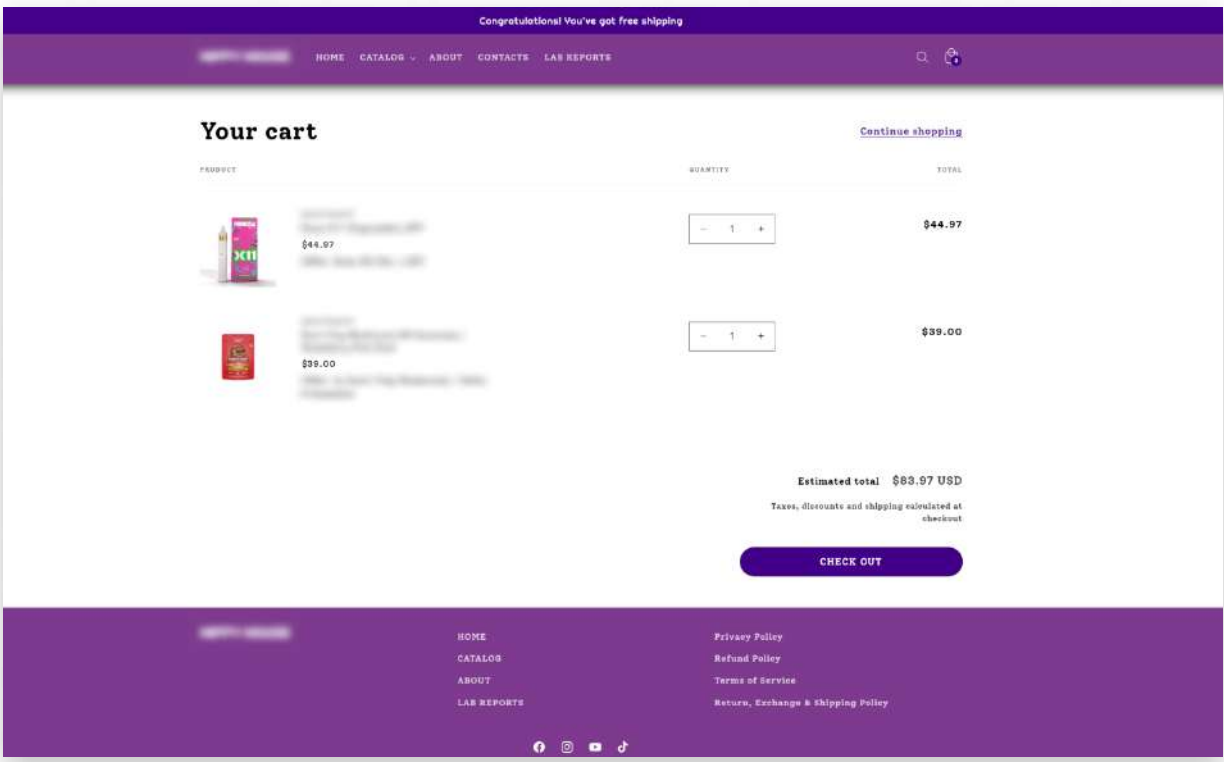 Congratulations! You've got free shipping
HOME CATALOG ABOUT CONTACTS LAB REPORTS
Your cart
Continue shopping
PRODUCT QUANTITY TOTAL
$44.97
- 1 +
$44.97
X11
$39.00
- 1 +
$39.00
Estimated total $83.97 USD
Taxes, discounts and shipping calculated at
checkout
CHECK OUT
HOME
CATALOG
ABOUT
LAB REPORTS
Privacy Policy
Refund Policy
Terms of Service
Return, Exchange & Shipping Policy